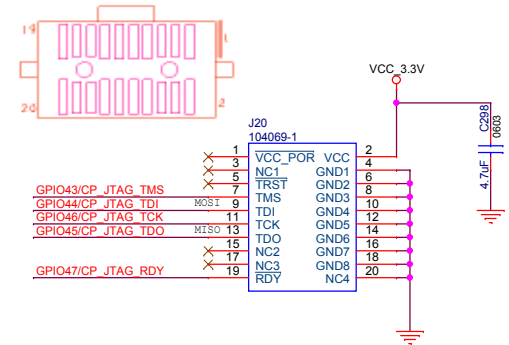 19 1
20 2
VCC_3.3V
J20
104069-1
C298
0603
4.7uF
1 VCC_POR VCC 2
3 NC1 GND1 4
5 TRST GND2 6
GPIO43/CP_JTAG_TMS 7 TMS GND3 8
GPIO44/CP_JTAG_TDI MOSI 9 TDI GND4 10
GPIO46/CP_JTAG_TCK 11 TCK GND5 12
GPIO45/CP_JTAG_TDO MISO 13 TDO GND6 14
15 NC2 GND7 16
17 NC3 GND8 18
GPIO47/CP_JTAG_RDY 19 RDY NC4 20